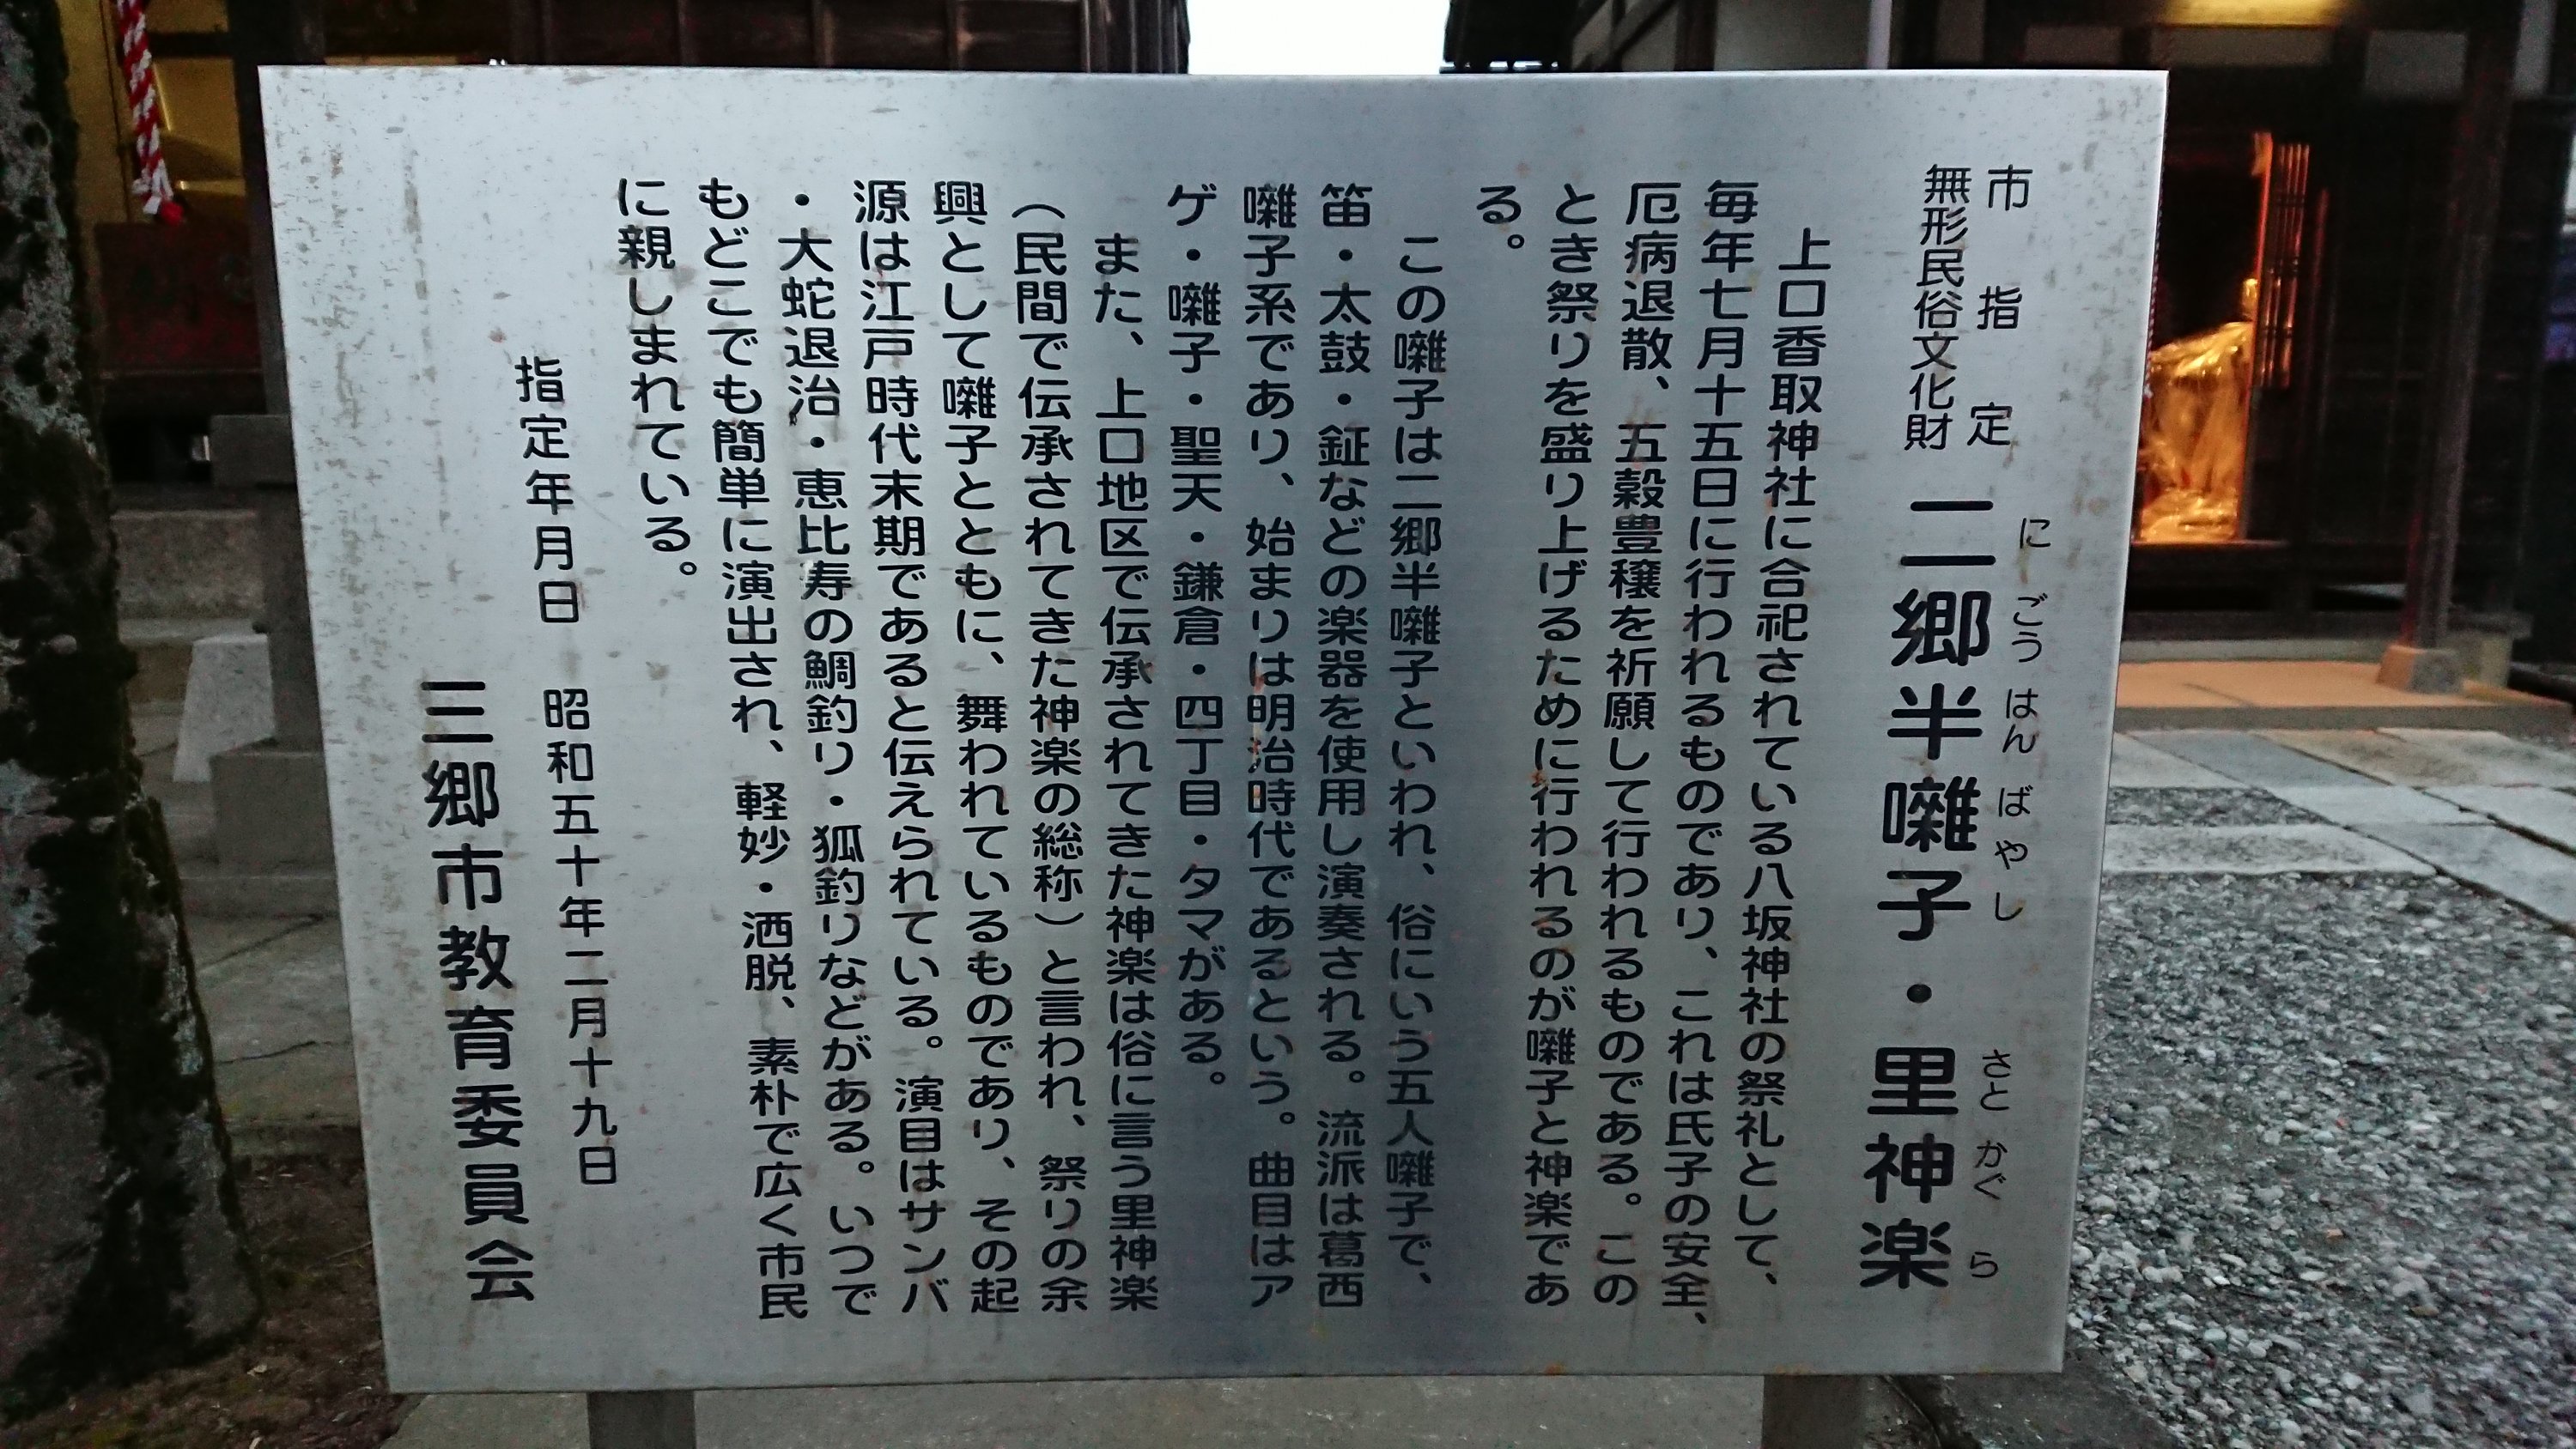 市指定
無形民俗文化財
二郷半囃子・里神楽
にごうはんばやし さとかぐら
上口香取神社に合祀されている八坂神社の祭礼として、
毎年七月十五日に行われるものであり、これは氏子の安全、
厄病退散、五穀豊穣を祈願して行われるものである。この
とき祭りを盛り上げるために行われるのが囃子と神楽であ
る。
この囃子は二郷半囃子といわれ、俗にいう五人囃子で、
笛・太鼓・鉦などの楽器を使用し演奏される。流派は葛西
囃子系であり、始まりは明治時代であるという。曲目はア
ゲ・囃子・聖天・鎌倉・四丁目・タマがある。
また、上口地区で伝承されてきた神楽は俗に言う里神楽
（民間で伝承されてきた神楽の総称）と言われ、祭りの余
興として囃子とともに、舞われているものであり、その起
源は江戸時代末期であると伝えられている。演目はサンバ
・大蛇退治・恵比寿の鯛釣り・狐釣りなどがある。いつで
もどこでも簡単に演出され、軽妙・洒脱、素朴で広く市民
に親しまれている。
指定年月日 昭和五十年二月十九日
三郷市教育委員会